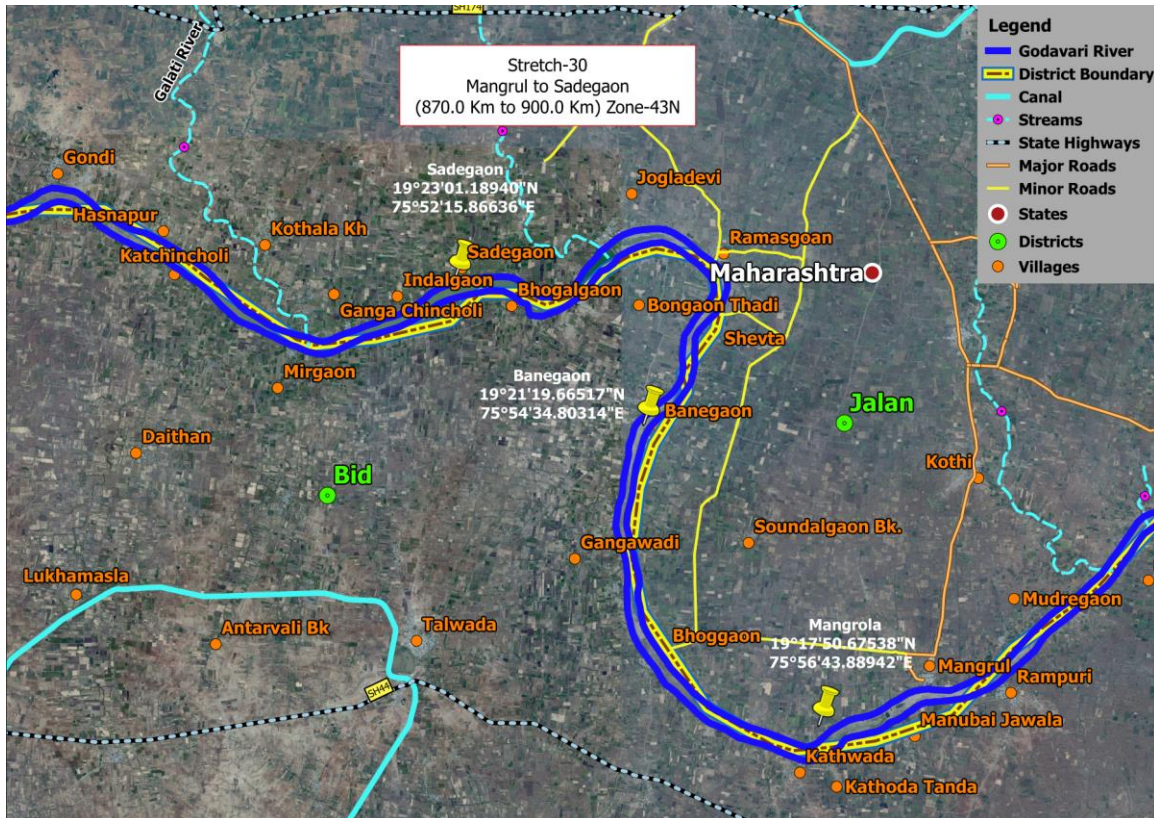 SH174
Galati River
Stretch-30
Mangrul to Sadegaon
(870.0 Km to 900.0 Km) Zone-43N
Legend
Godavari River
District Boundary
Canal
Streams
State Highways
Major Roads
Minor Roads
States
Districts
Villages
Gondi
Sadegaon
19°23'01.18940"N
75°52'15.86636"E
Jogladevi
Hasnapur
Kothala Kh
Sadegaon
Ramasgoan
Katchincholi
Indalgaon
Maharashtra
Ganga Chincholi
Bhogalgaon
Bongaon Thadi
Shevta
Mirgaon
Banegaon
19°21'19.66517"N
75°54'34.80314"E
Banegaon
Jalan
Daithan
Bid
Kothi
Gangawadi
Soundalgaon Bk.
Lukhamasla
Mudregaon
Antarvali Bk
Talwada
Bhoggaon
Mangrola
19°17'50.67538"N
75°56'43.88942"E
Mangrul
Rampuri
SH44
Manubai Jawala
Kathwada
Kathoda Tanda